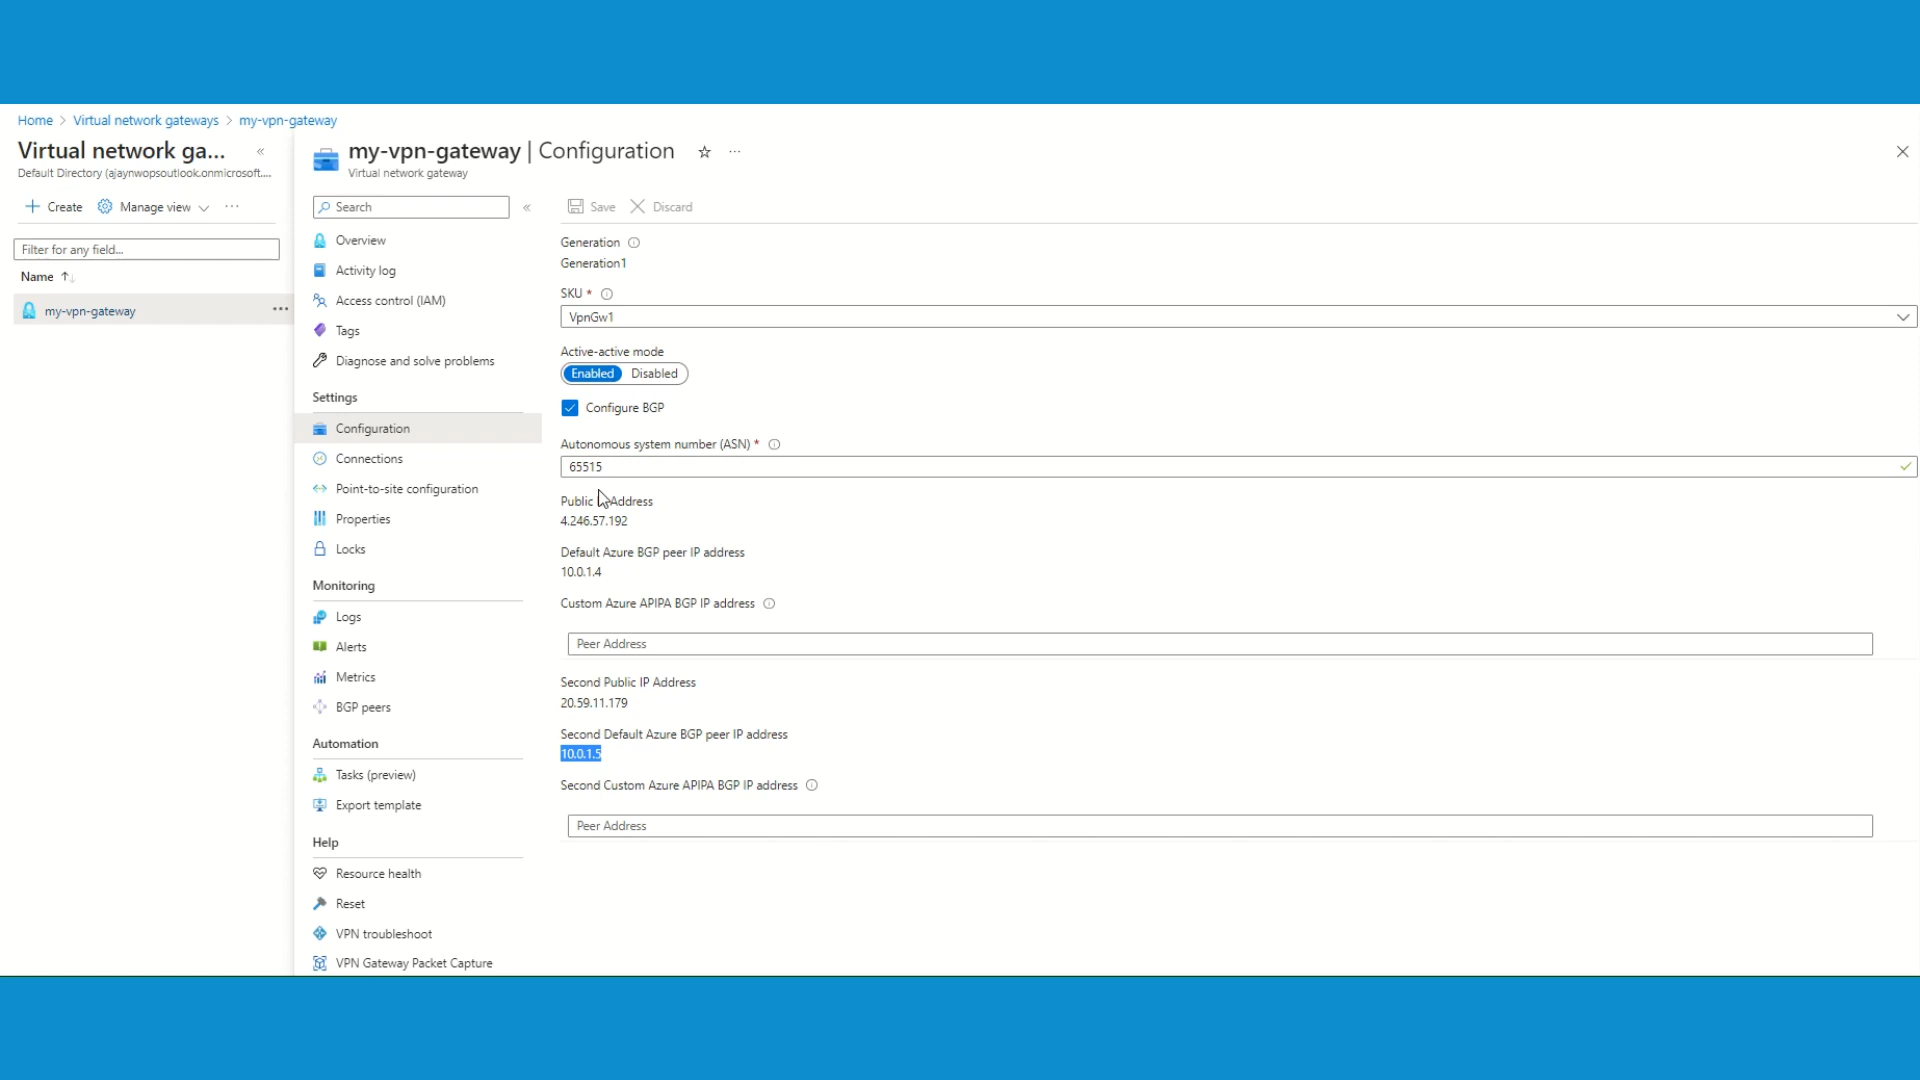 Home > Virtual network gateways > my-vpn-gateway
Virtual network ga... «
Default Directory (ajaynwopsoutlook.onmicrosoft....
+ Create Manage view ...
Filter for any field...
Name ↑↓
my-vpn-gateway ...
my-vpn-gateway | Configuration ☆ ...
Virtual network gateway
Search «
Overview
Activity log
Access control (IAM)
Tags
Diagnose and solve problems
Settings
Configuration
Connections
Point-to-site configuration
Properties
Locks
Monitoring
Logs
Alerts
Metrics
BGP peers
Automation
Tasks (preview)
Export template
Help
Resource health
Reset
VPN troubleshoot
VPN Gateway Packet Capture
Save Discard
Generation
Generation1
SKU *
VpnGw1
Active-active mode
Enabled Disabled
Configure BGP
Autonomous system number (ASN) *
65515
Public Address
4.246.57.192
Default Azure BGP peer IP address
10.0.1.4
Custom Azure APIPA BGP IP address
Peer Address
Second Public IP Address
20.59.11.179
Second Default Azure BGP peer IP address
10.0.1.5
Second Custom Azure APIPA BGP IP address
Peer Address